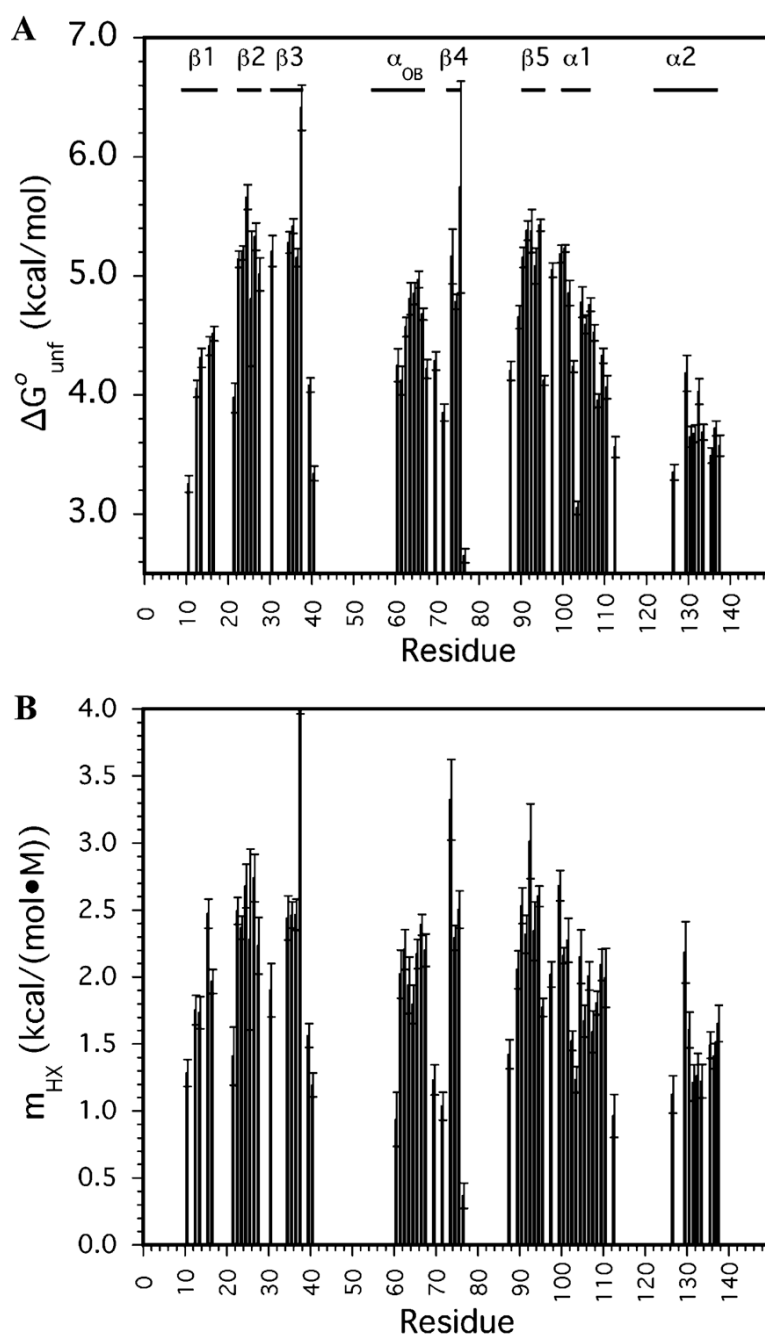 A
7.0
β1 β2 β3 αOB β4 β5 α1 α2
6.0
5.0
4.0
3.0
ΔG°unf (kcal/mol)
0 10 20 30 40 50 60 70 80 90 100 110 120 130 140
Residue
B
4.0
3.5
3.0
2.5
2.0
1.5
1.0
0.5
0.0
mHX (kcal/(mol•M))
0 10 20 30 40 50 60 70 80 90 100 110 120 130 140
Residue